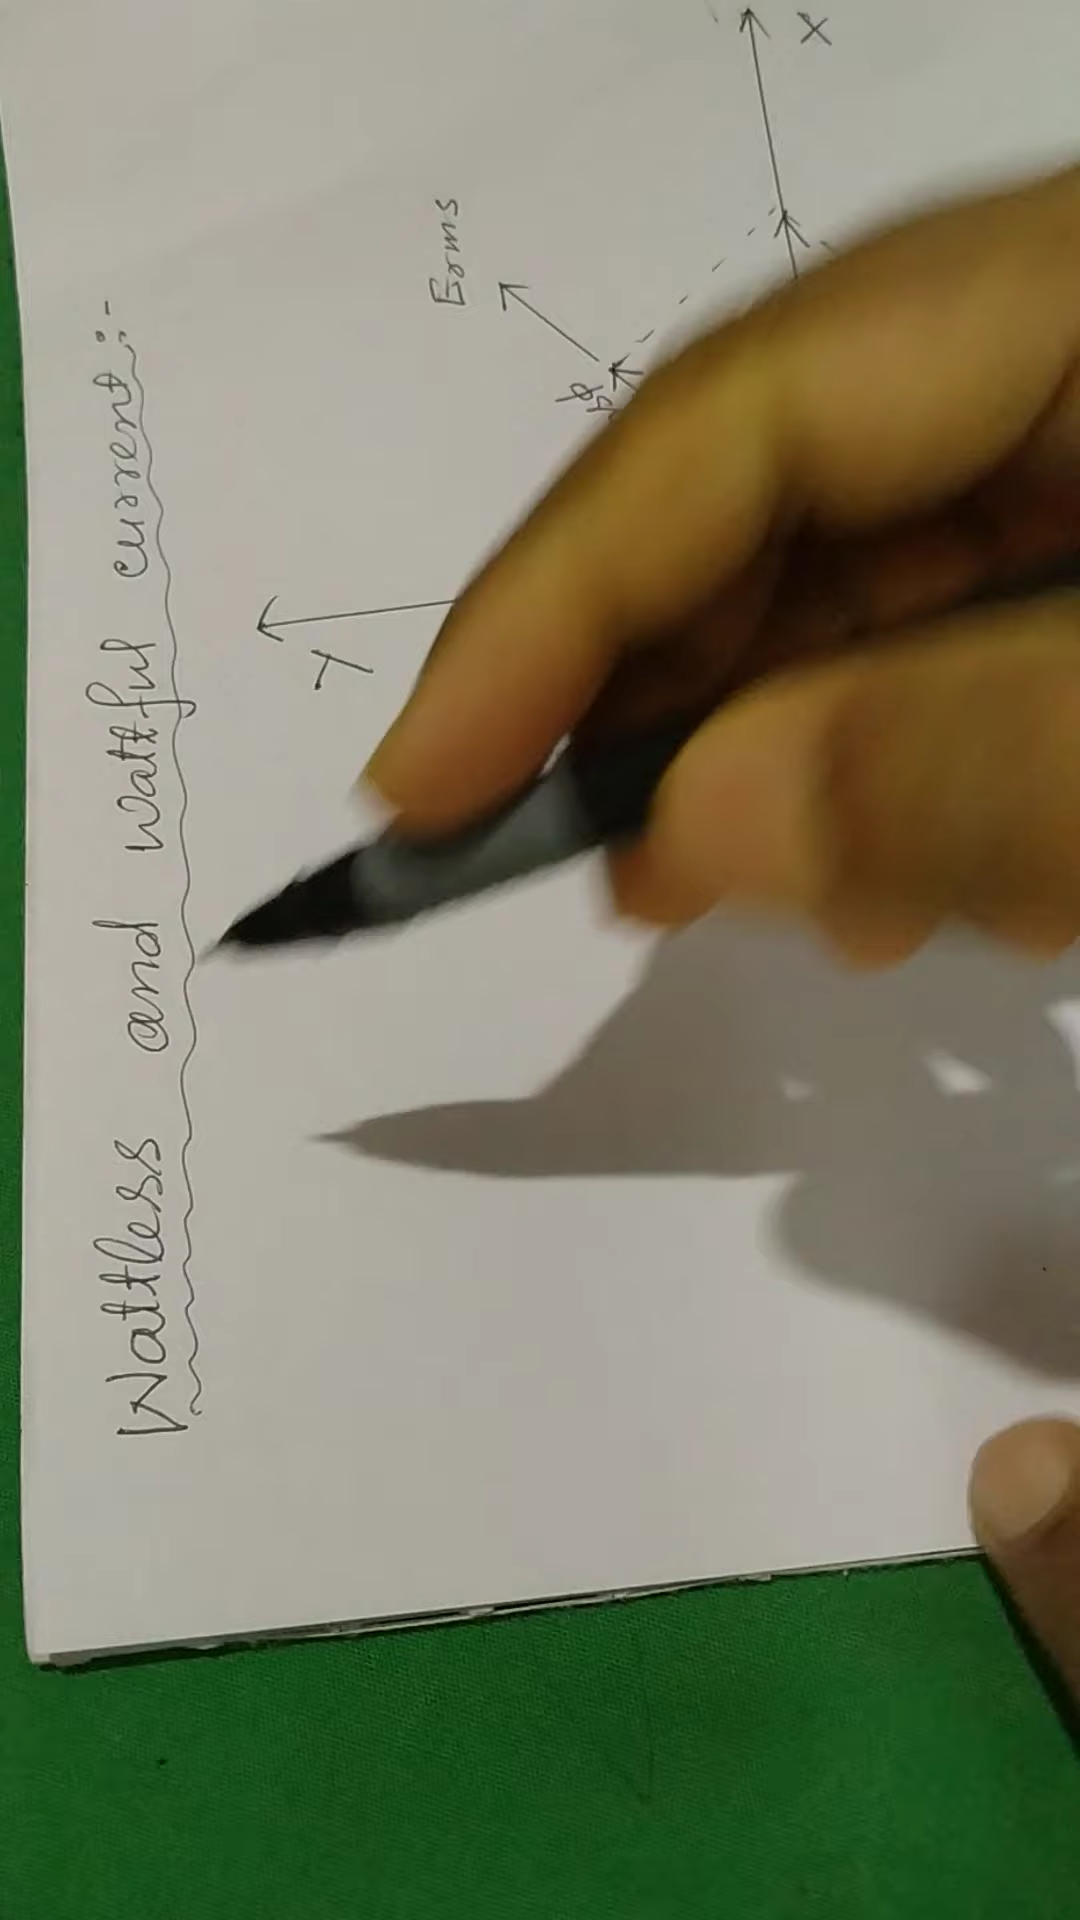 Wattless and wattful current:-
Y
Erms
φ
X